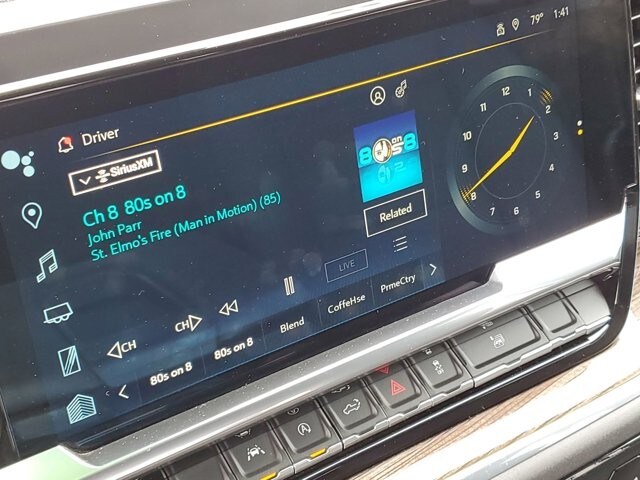 79° 1:41
Driver
SiriusXM
Ch 8 80s on 8
John Parr
St. Elmo's Fire (Man in Motion) (85)
80s on 8
Related
LIVE
CH
CH
80s on 8
80s on 8
Blend
CoffeHse
PrmeCtry
12
1
2
3
4
5
6
7
8
9
10
11